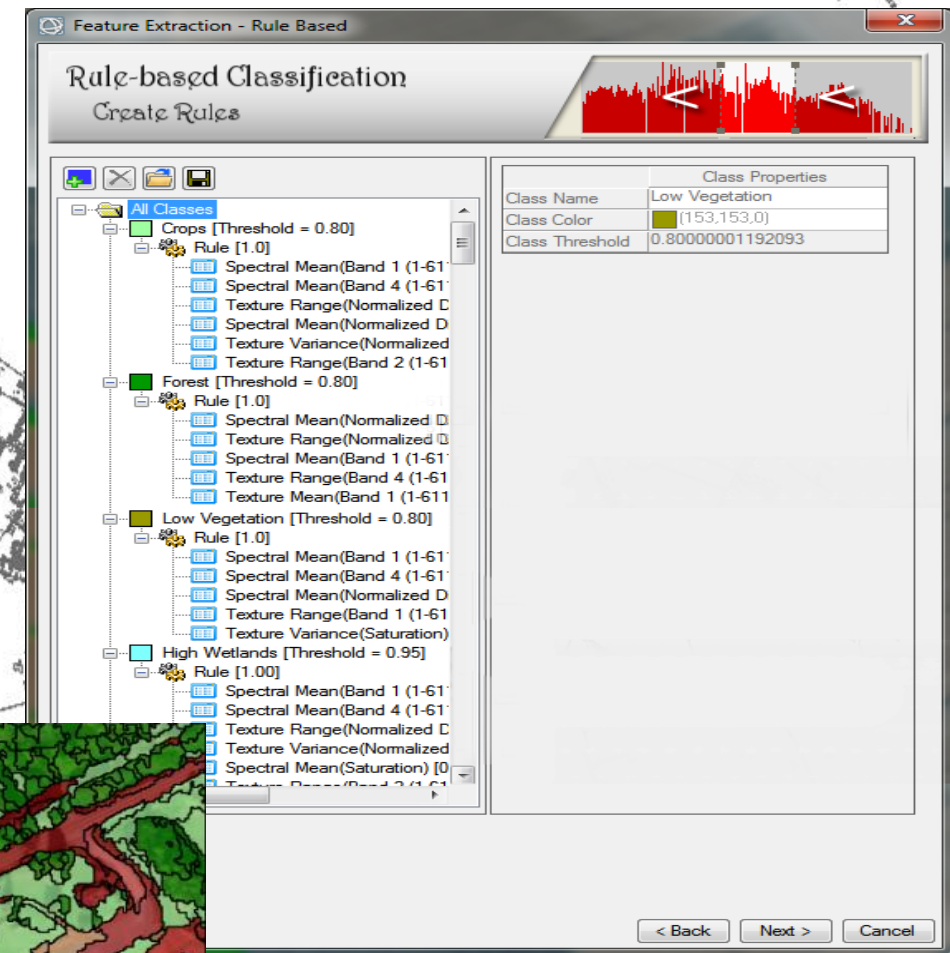 Feature Extraction - Rule Based
Rule-based Classification
Create Rules
All Classes
Crops [Threshold = 0.80]
Rule [1.0]
Spectral Mean(Band 1 (1-61
Spectral Mean(Band 4 (1-61
Texture Range(Normalized D
Spectral Mean(Normalized D
Texture Variance(Normalized
Texture Range(Band 2 (1-61
Forest [Threshold = 0.80]
Rule [1.0]
Spectral Mean(Normalized D
Texture Range(Normalized D
Spectral Mean(Band 1 (1-61
Texture Range(Band 4 (1-61
Texture Mean(Band 1 (1-611
Low Vegetation [Threshold = 0.80]
Rule [1.0]
Spectral Mean(Band 1 (1-61
Spectral Mean(Band 4 (1-61
Spectral Mean(Normalized D
Texture Range(Band 1 (1-61
Texture Variance(Saturation)
High Wetlands [Threshold = 0.95]
Rule [1.00]
Spectral Mean(Band 1 (1-61
Spectral Mean(Band 4 (1-61
Texture Range(Normalized D
Texture Variance(Normalized
Spectral Mean(Saturation) [0
Class Properties
Class Name Low Vegetation
Class Color (153,153,0)
Class Threshold 0.80000001192093
< Back Next > Cancel